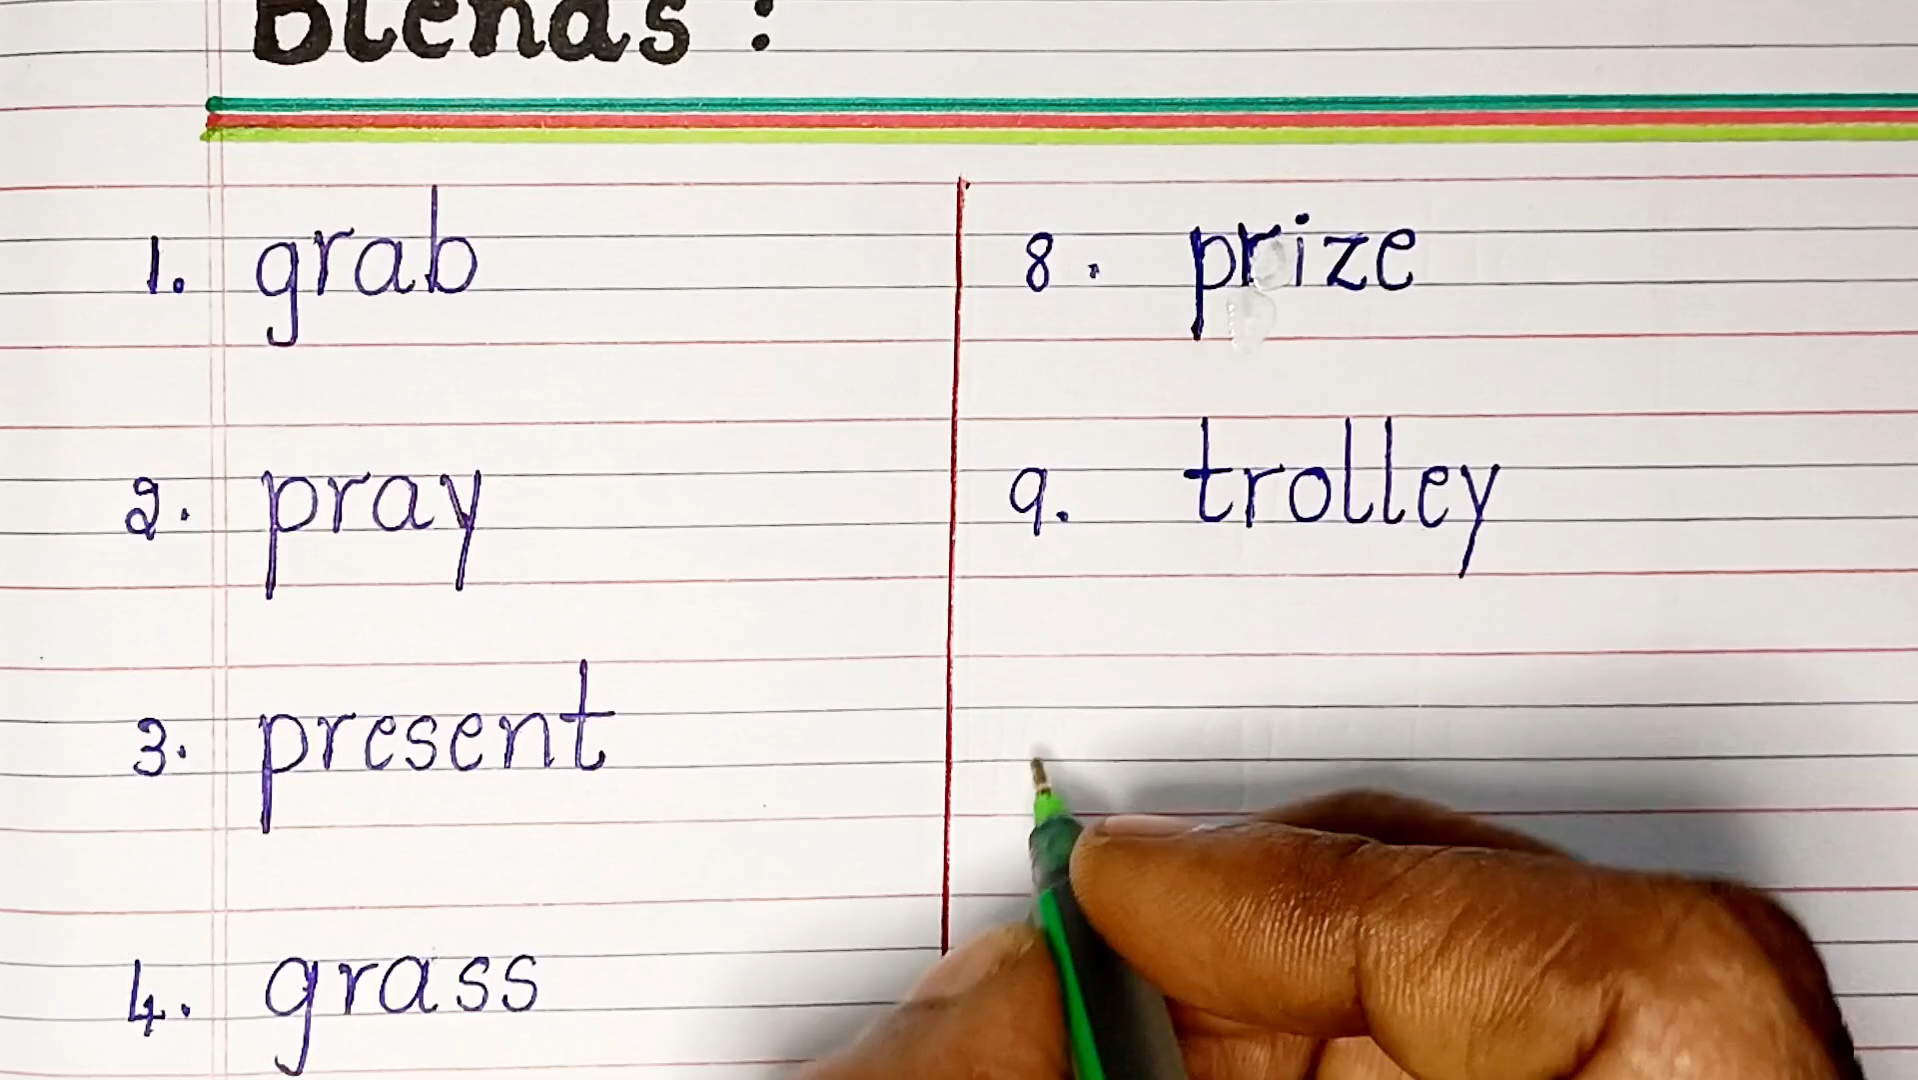 Blends :
1. grab
2. pray
3. present
4. grass
8. prize
9. trolley